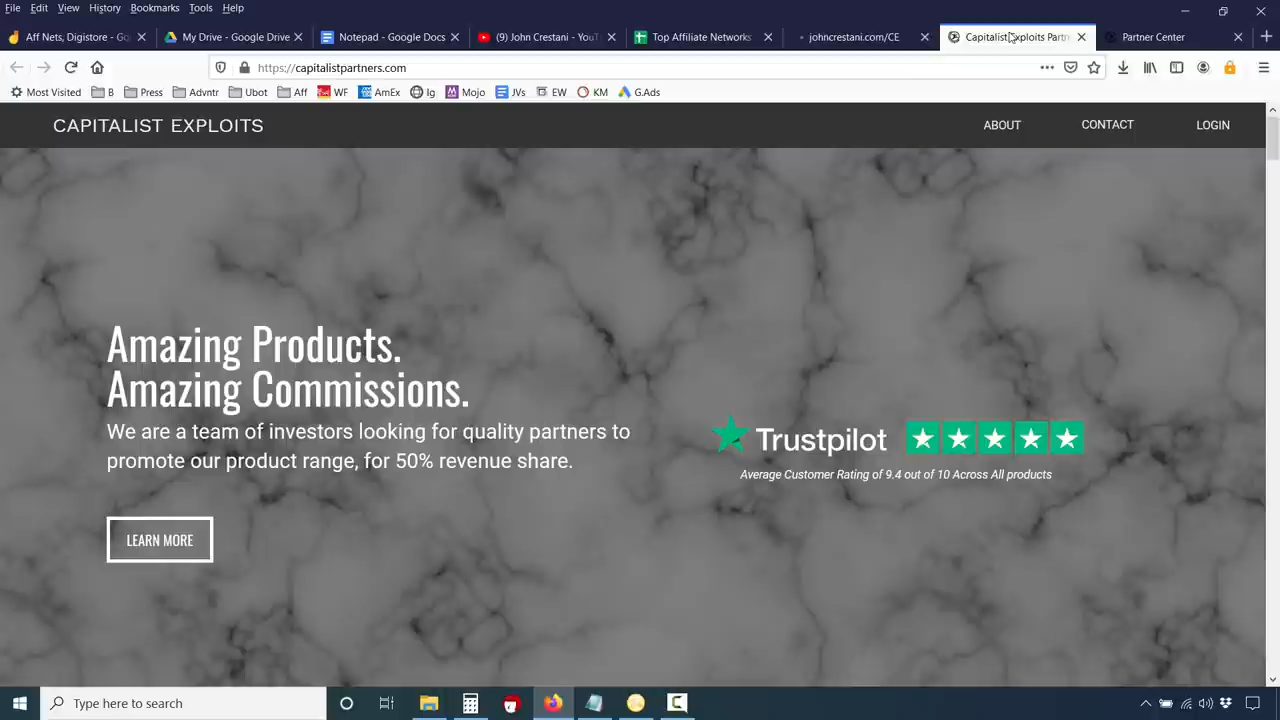 File Edit View History Bookmarks Tools Help
Aff Nets, Digistore - Go
My Drive - Google Drive
Notepad - Google Docs
(9) John Crestani - YouT
Top Affiliate Networks
johncrestani.com/CE
Capitalist Exploits Partn
Partner Center
https://capitalistpartners.com
Most Visited B Press Advntr Ubot Aff WF AmEx Ig Mojo JVs EW KM G.Ads
CAPITALIST EXPLOITS
ABOUT CONTACT LOGIN
Amazing Products.
Amazing Commissions.
We are a team of investors looking for quality partners to
promote our product range, for 50% revenue share.
Trustpilot
Average Customer Rating of 9.4 out of 10 Across All products
LEARN MORE
Type here to search